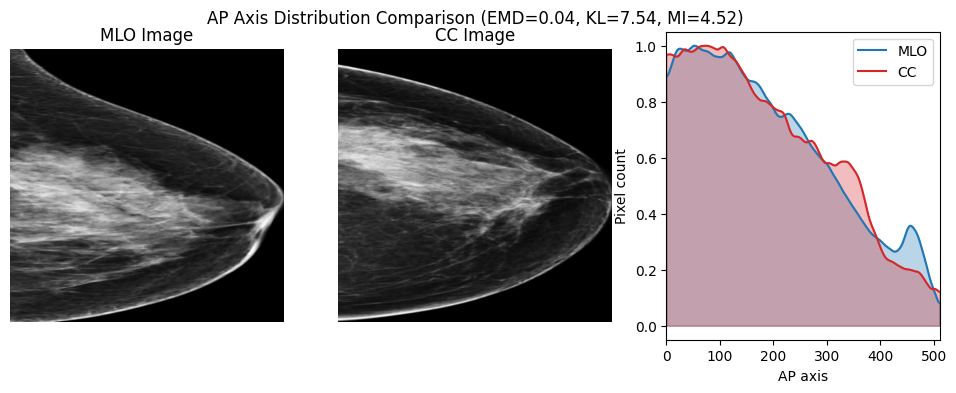 AP Axis Distribution Comparison (EMD=0.04, KL=7.54, MI=4.52)
MLO Image
CC Image
MLO
CC
Pixel count
1.0
0.8
0.6
0.4
0.2
0.0
0 100 200 300 400 500
AP axis